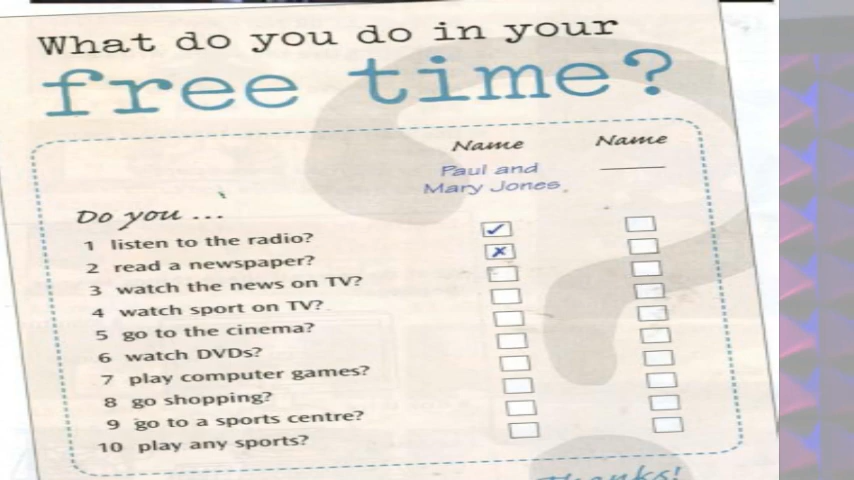 What do you do in your
free time?
Name Name
Paul and
Mary Jones.
Do you ...
1 listen to the radio?
2 read a newspaper?
3 watch the news on TV?
4 watch sport on TV?
5 go to the cinema?
6 watch DVDs?
7 play computer games?
8 go shopping?
9 go to a sports centre?
10 play any sports?
Thanks!